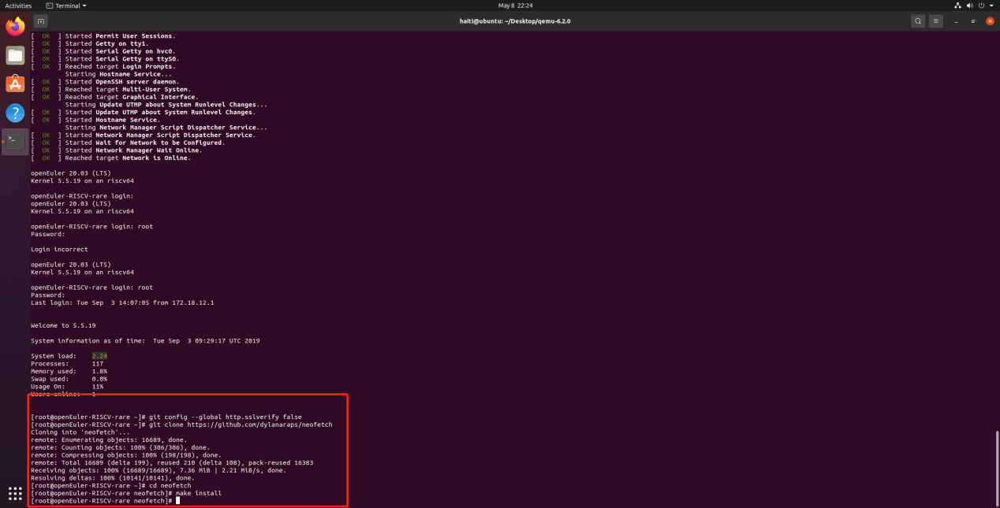 Activities
Terminal
May 8 22:24
haiti@ubuntu: ~/Desktop/qemu-6.2.0
[ OK ] Started Permit User Sessions.
[ OK ] Started Getty on tty1.
[ OK ] Started Serial Getty on hvc0.
[ OK ] Started Serial Getty on ttyS0.
[ OK ] Reached target Login Prompts.
Starting Hostname Service...
[ OK ] Started OpenSSH server daemon.
[ OK ] Reached target Multi-User System.
[ OK ] Reached target Graphical Interface.
Starting Update UTMP about System Runlevel Changes...
[ OK ] Started Update UTMP about System Runlevel Changes.
[ OK ] Started Hostname Service.
Starting Network Manager Script Dispatcher Service...
[ OK ] Started Network Manager Script Dispatcher Service.
[ OK ] Started Wait for Network to be Configured.
[ OK ] Started Network Manager Wait Online.
[ OK ] Reached target Network is Online.
openEuler 20.03 (LTS)
Kernel 5.5.19 on an riscv64
openEuler-RISCV-rare login:
openEuler 20.03 (LTS)
Kernel 5.5.19 on an riscv64
openEuler-RISCV-rare login: root
Password:
Login incorrect
openEuler 20.03 (LTS)
Kernel 5.5.19 on an riscv64
openEuler-RISCV-rare login: root
Password:
Last login: Tue Sep  3 14:07:05 from 172.18.12.1
Welcome to 5.5.19
System information as of time:  Tue Sep  3 09:29:17 UTC 2019
System load:    2.24
Processes:      117
Memory used:    1.8%
Swap used:      0.0%
Usage On:       11%
Users online:   1
[root@openEuler-RISCV-rare ~]# git config --global http.sslverify false
[root@openEuler-RISCV-rare ~]# git clone https://github.com/dylanaraps/neofetch
Cloning into 'neofetch'...
remote: Enumerating objects: 16689, done.
remote: Counting objects: 100% (306/306), done.
remote: Compressing objects: 100% (198/198), done.
remote: Total 16689 (delta 199), reused 210 (delta 108), pack-reused 16383
Receiving objects: 100% (16689/16689), 7.36 MiB | 2.21 MiB/s, done.
Resolving deltas: 100% (10141/10141), done.
[root@openEuler-RISCV-rare ~]# cd neofetch
[root@openEuler-RISCV-rare neofetch]# make install
[root@openEuler-RISCV-rare neofetch]#